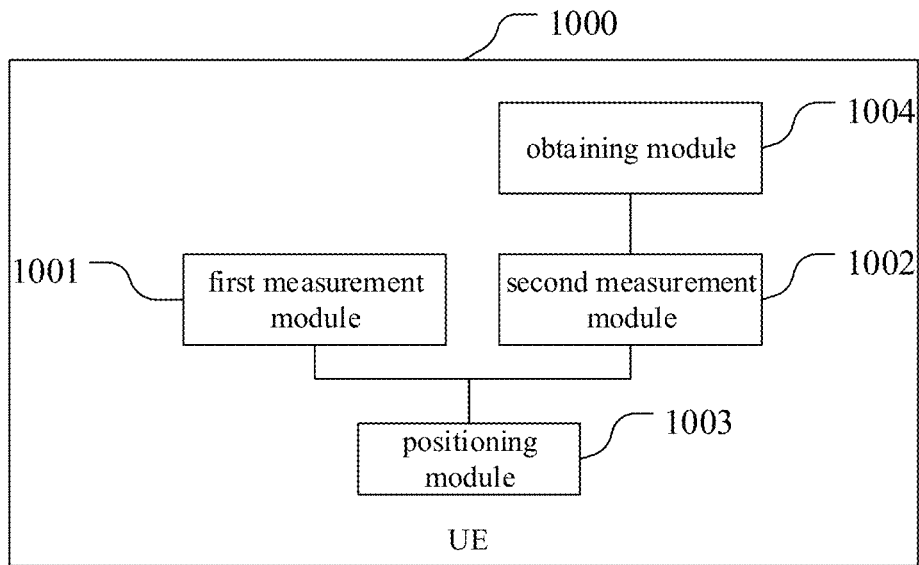 1000
1004
obtaining module
1001
first measurement
module
second measurement
module
1002
1003
positioning
module
UE